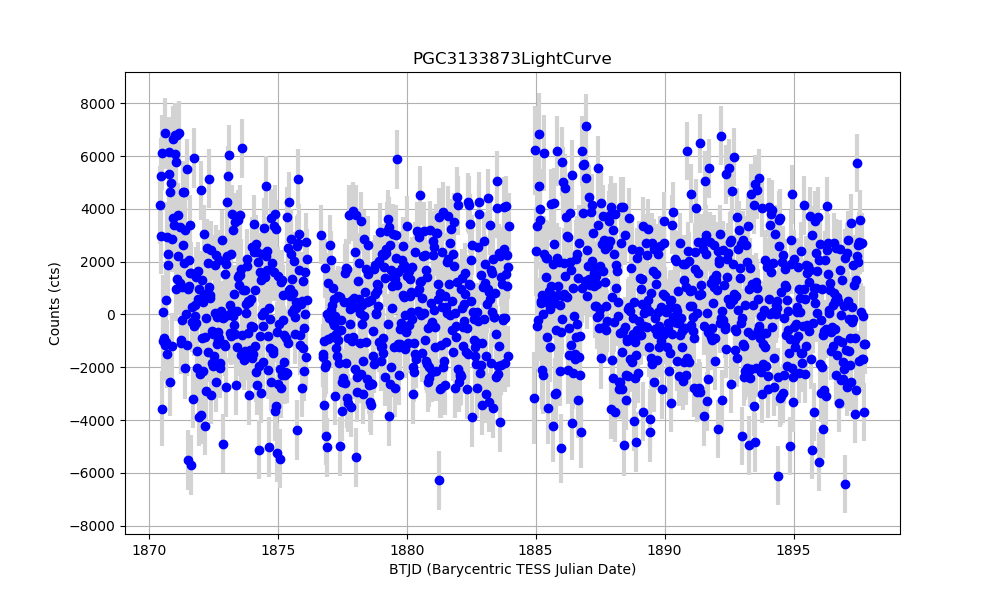 PGC3133873LightCurve
8000
6000
4000
2000
0
−2000
−4000
−6000
−8000
Counts (cts)
1870 1875 1880 1885 1890 1895
BTJD (Barycentric TESS Julian Date)